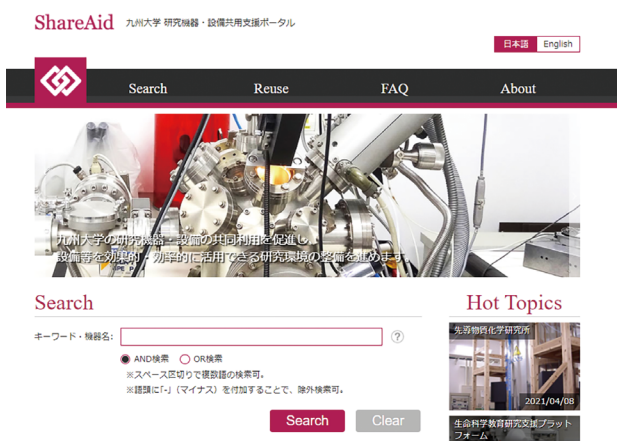 ShareAid 九州大学 研究機器・設備共用支援ポータル
日本語 English
Search Reuse FAQ About
九州大学の研究機器・設備の共同利用を促進し、
設備等を効果的・効率的に活用できる研究環境の整備を進めます。
Search
キーワード・機器名:
?
AND検索 OR検索
※スペース区切りで複数語の検索可。
※語頭に「-」（マイナス）を付加することで、除外検索可。
Search Clear
Hot Topics
先導物質化学研究所
2021/04/08
生命科学教育研究支援プラット
フォーム